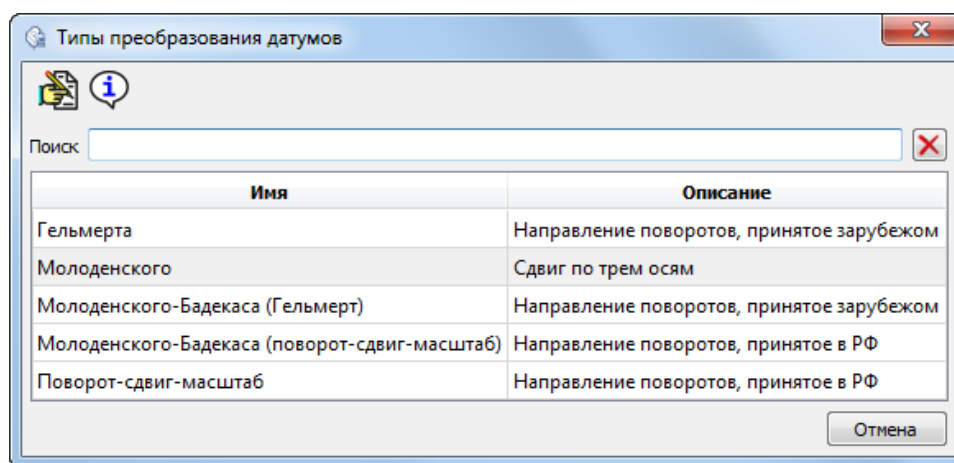 Типы преобразования датумов
Поиск
Имя Описание
Гельмерта Направление поворотов, принятое зарубежом
Молоденского Сдвиг по трем осям
Молоденского-Бадекаса (Гельмерт) Направление поворотов, принятое зарубежом
Молоденского-Бадекаса (поворот-сдвиг-масштаб) Направление поворотов, принятое в РФ
Поворот-сдвиг-масштаб Направление поворотов, принятое в РФ
Отмена